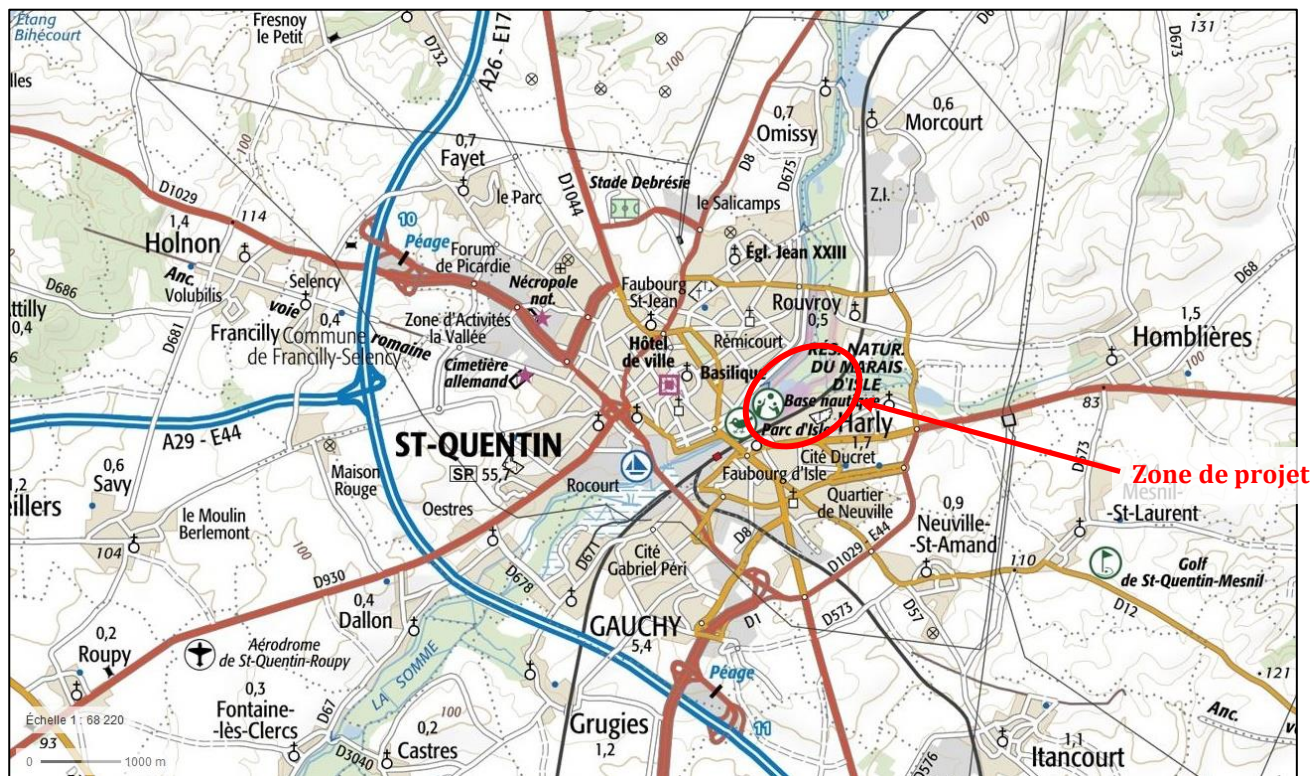 Étang
Bihécourt
Fresnoy
le Petit
D732
A26 - E17
131
D673
100
0,7
Omissy
0,6
Morcourt
0,7
Fayet
D8
D675
Stade Debrésie
le Salicamps
Z.I.
D1029
114
1,4
Holnon
10
Péage
le Parc
D1044
Forum
de Picardie
Égl. Jean XXIII
100
D68
Anc.
Volubilis
voie
romaine
Selency
0,4
Nécropole
nat.
Faubourg
St-Jean
Rouvroy
0,5
1,5
Homblières
D686
0,4
D681
Francilly
Commune
de Francilly-Selency
Zone d'Activités
la Vallée
Hôtel
de ville
Rémicourt
RÉS. NATUR.
DU MARAIS
D'ISLE
Cimetière
allemand
Basilique
Base nautique
Parc d'Isle
Harly
1,7
83
A29 - E44
ST-QUENTIN
SP 55,7
Cité Ducret
D673
Zone de projet
0,6
Savy
Maison
Rouge
Rocourt
Faubourg d'Isle
Mesnil-
-St-Laurent
le Moulin
Berlemont
Oestres
Quartier
de Neuville
0,9
Neuville-
-St-Amand
104
100
D930
D678
D671
Cité
Gabriel Péri
D8
D1029 - E44
110
Golf
de St-Quentin-Mesnil
0,4
Dallon
GAUCHY
5,4
D1
D573
D57
D12
0,2
Roupy
Aérodrome
de St-Quentin-Roupy
LA SOMME
Péage
121
0,3
Fontaine-
-lès-Clercs
D67
100
0,2
Castres
Grugies
1,2
11
Anc.
1,1
Itancourt
D3040
D576
Échelle 1 : 68 220
93
0
1000 m